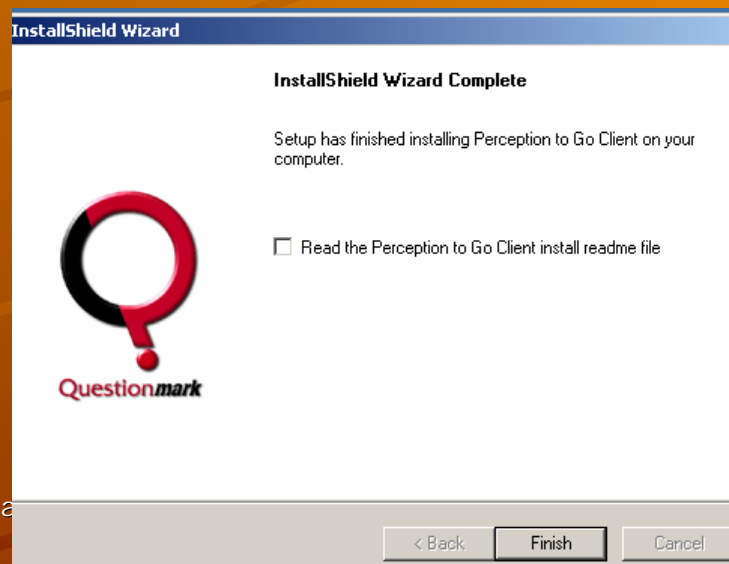 InstallShield Wizard
InstallShield Wizard Complete
Setup has finished installing Perception to Go Client on your
computer.
Read the Perception to Go Client install readme file
Questionmark
a
< Back
Finish
Cancel